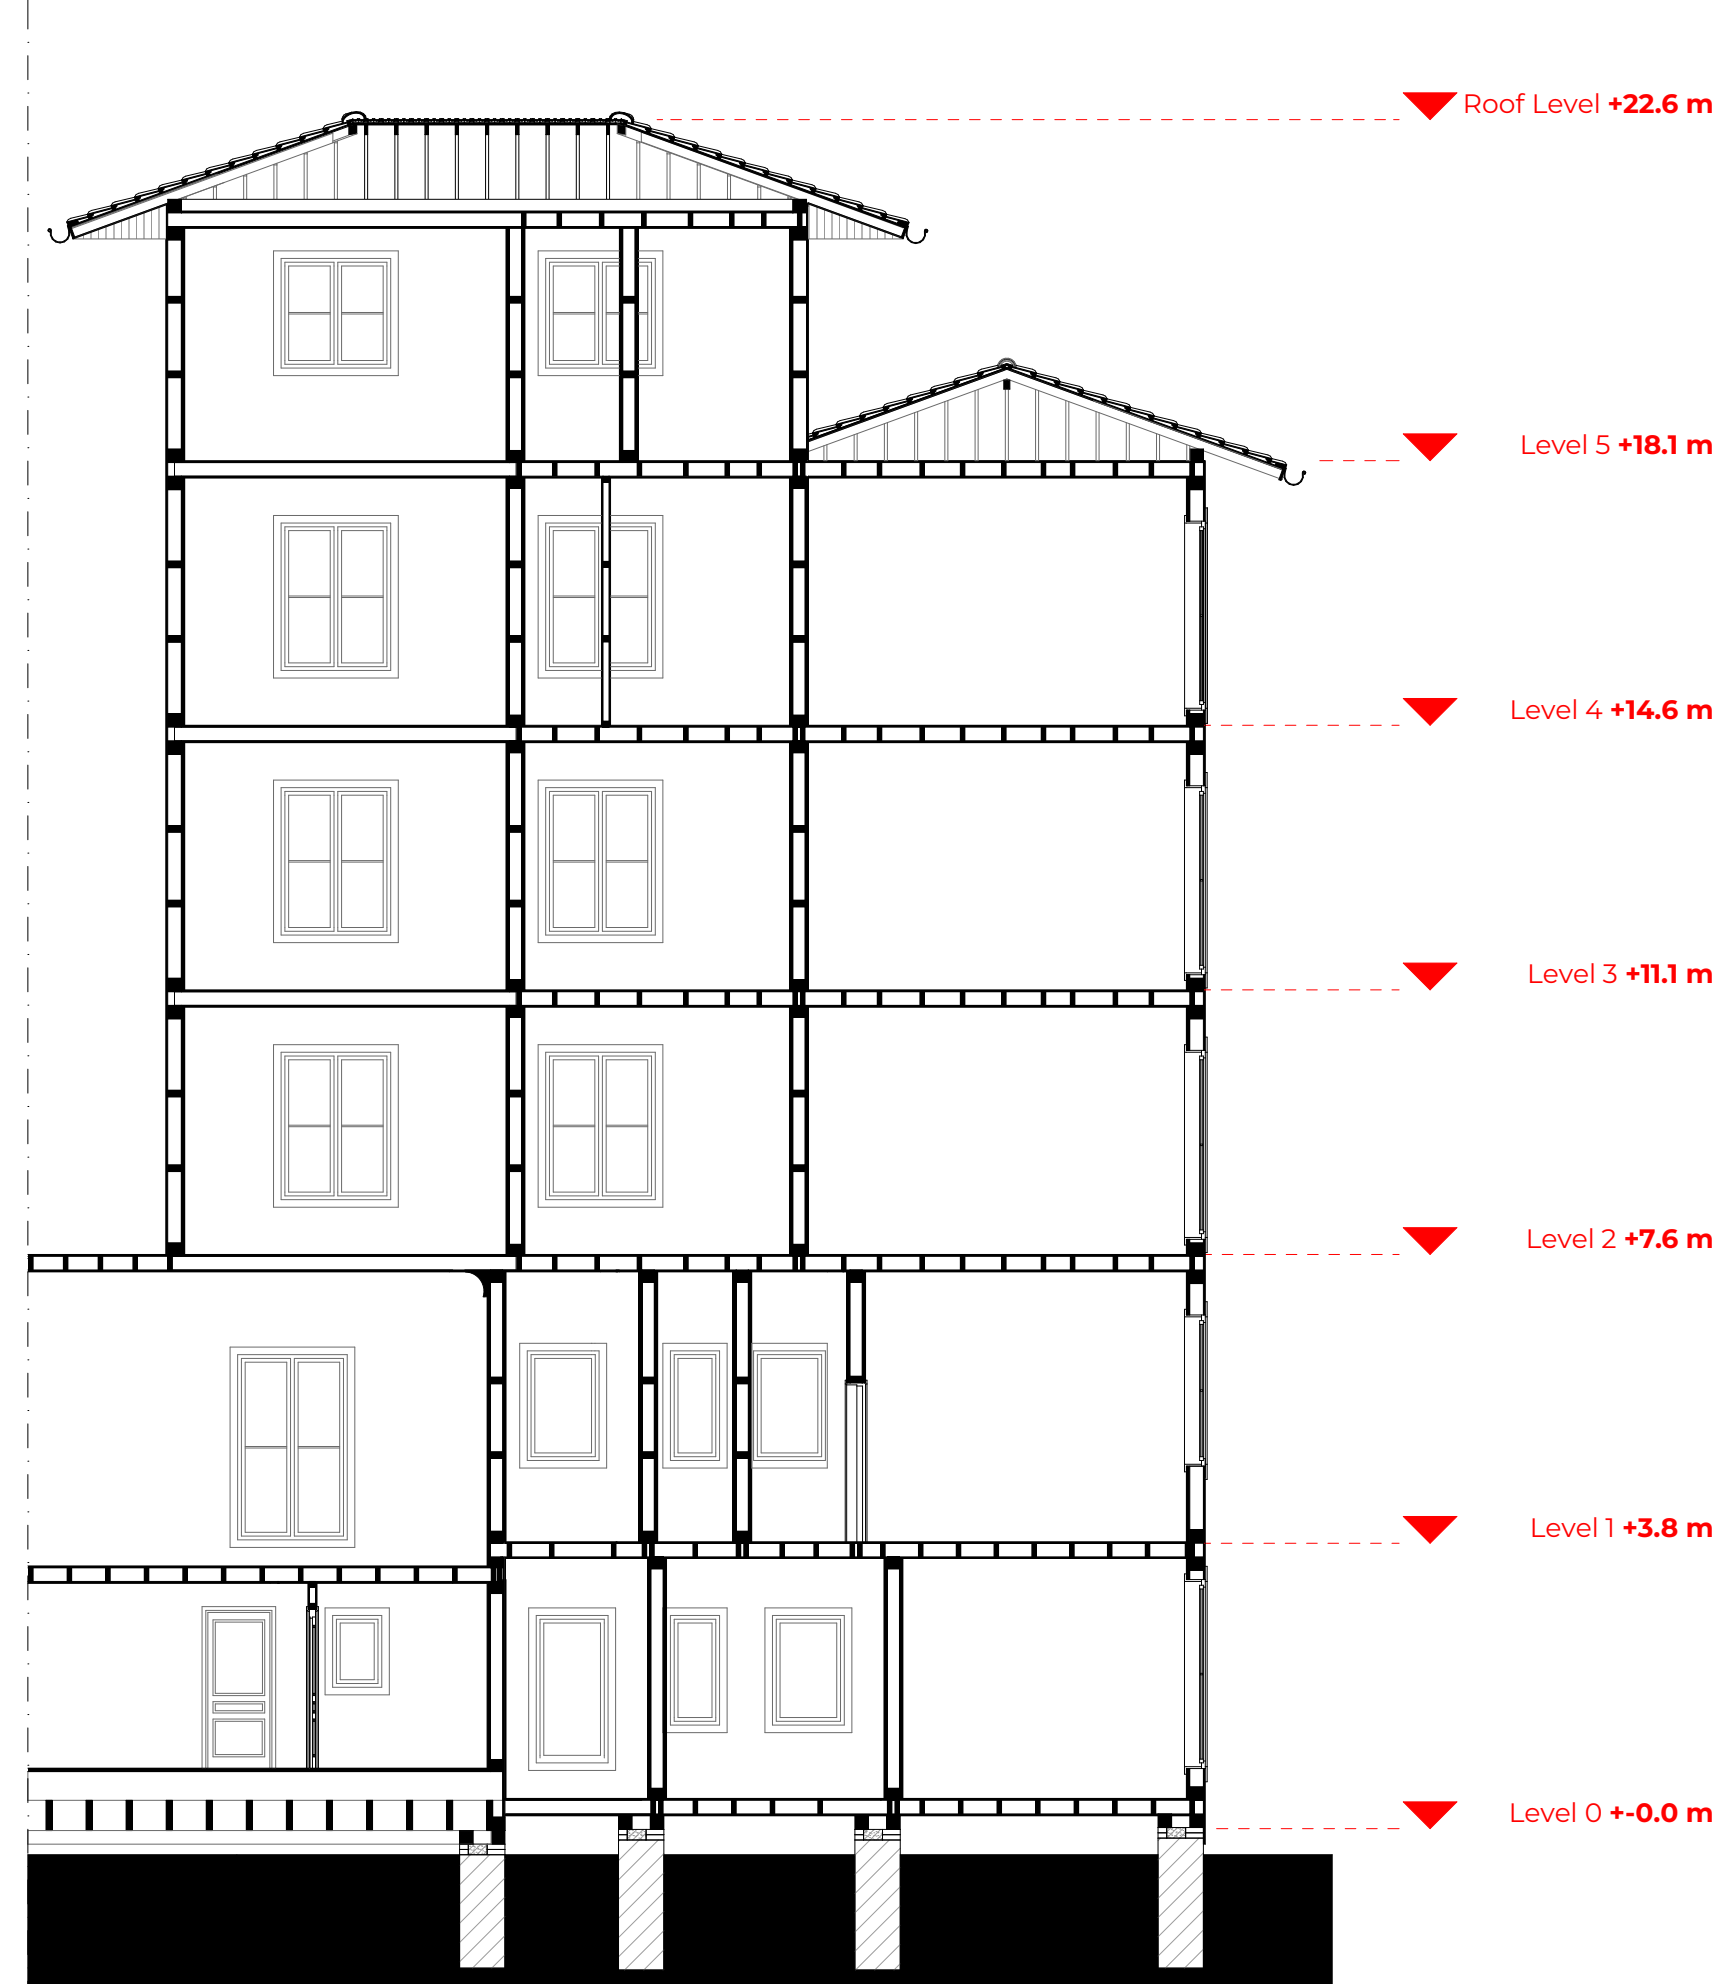 Roof Level +22.6 m
Level 5 +18.1 m
Level 4 +14.6 m
Level 3 +11.1 m
Level 2 +7.6 m
Level 1 +3.8 m
Level 0 +-0.0 m